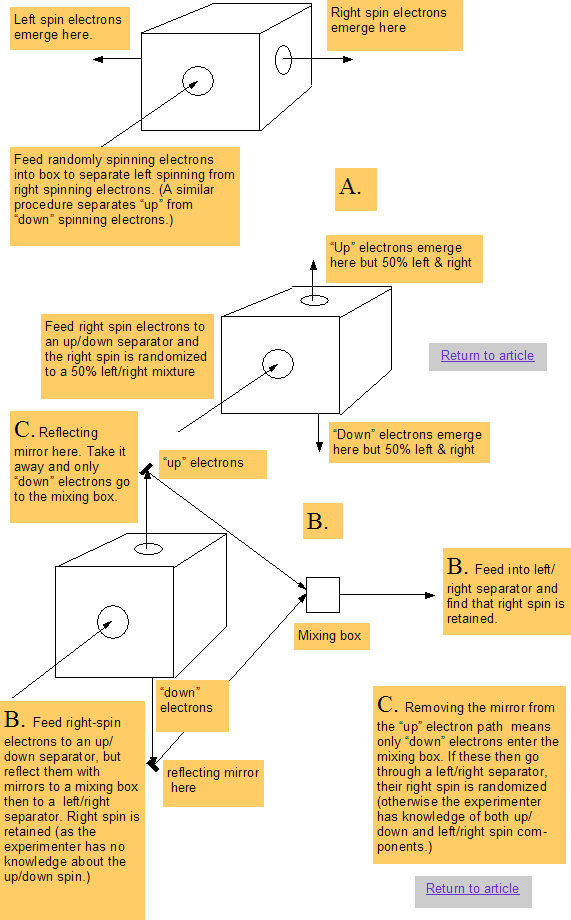 Left spin electrons
emerge here.
Right spin electrons
emerge here
Feed randomly spinning electrons
into box to separate left spinning from
right spinning electrons. (A similar
procedure separates “up” from
“down” spinning electrons.)
A.
“Up” electrons emerge
here but 50% left & right
Feed right spin electrons to
an up/down separator and
the right spin is randomized
to a 50% left/right mixture
Return to article
“Down” electrons emerge
here but 50% left & right
C. Reflecting
mirror here. Take it
away and only
“down” electrons go
to the mixing box.
“up” electrons
B.
B. Feed into left/
right separator and
find that right spin is
retained.
Mixing box
“down”
electrons
reflecting mirror
here
B. Feed right-spin
electrons to an up/
down separator, but
reflect them with
mirrors to a mixing box
then to a left/right
separator. Right spin is
retained (as the
experimenter has no
knowledge about the
up/down spin.)
C. Removing the mirror from
the “up” electron path means
only “down” electrons enter the
mixing box. If these then go
through a left/right separator,
their right spin is randomized
(otherwise the experimenter
has knowledge of both up/
down and left/right spin com-
ponents.)
Return to article